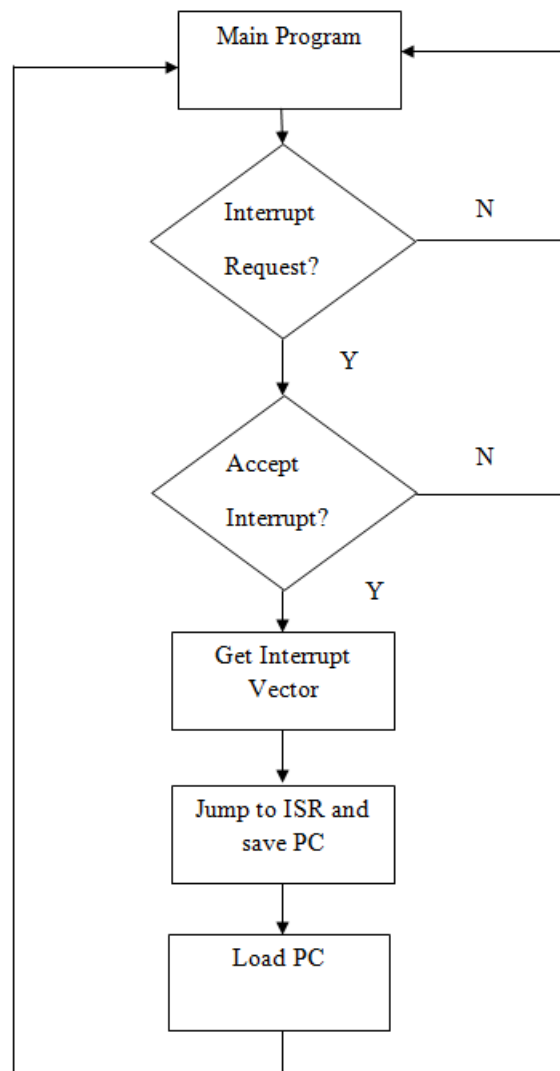 Main Program
Interrupt
Request?
N
Y
Accept
Interrupt?
N
Y
Get Interrupt
Vector
Jump to ISR and
save PC
Load PC